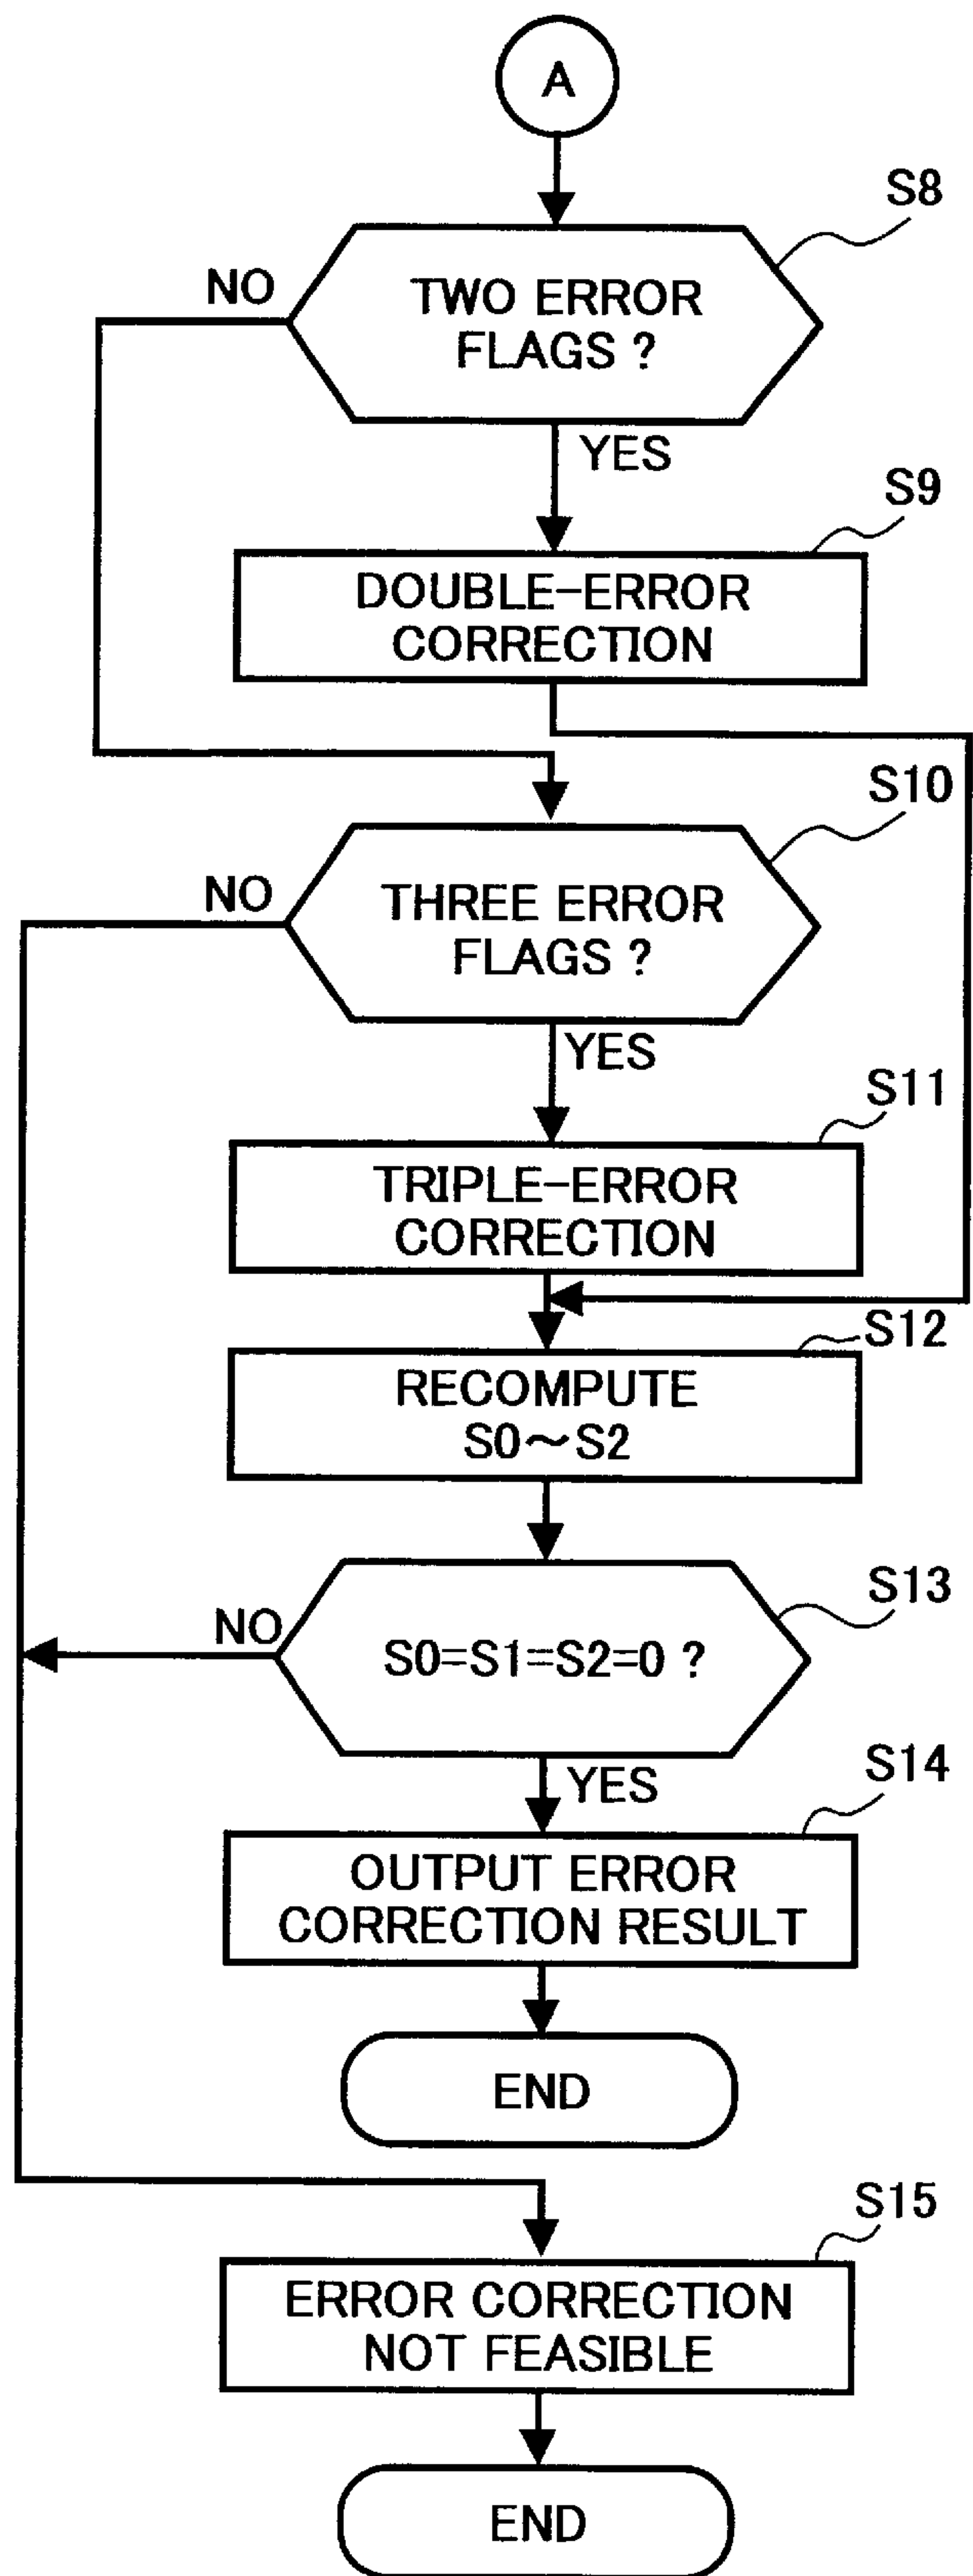 A
S8
NO
TWO ERROR
FLAGS ?
YES
S9
DOUBLE-ERROR
CORRECTION
S10
NO
THREE ERROR
FLAGS ?
YES
S11
TRIPLE-ERROR
CORRECTION
S12
RECOMPUTE
S0～S2
S13
NO
S0=S1=S2=0 ?
YES
S14
OUTPUT ERROR
CORRECTION RESULT
END
S15
ERROR CORRECTION
NOT FEASIBLE
END